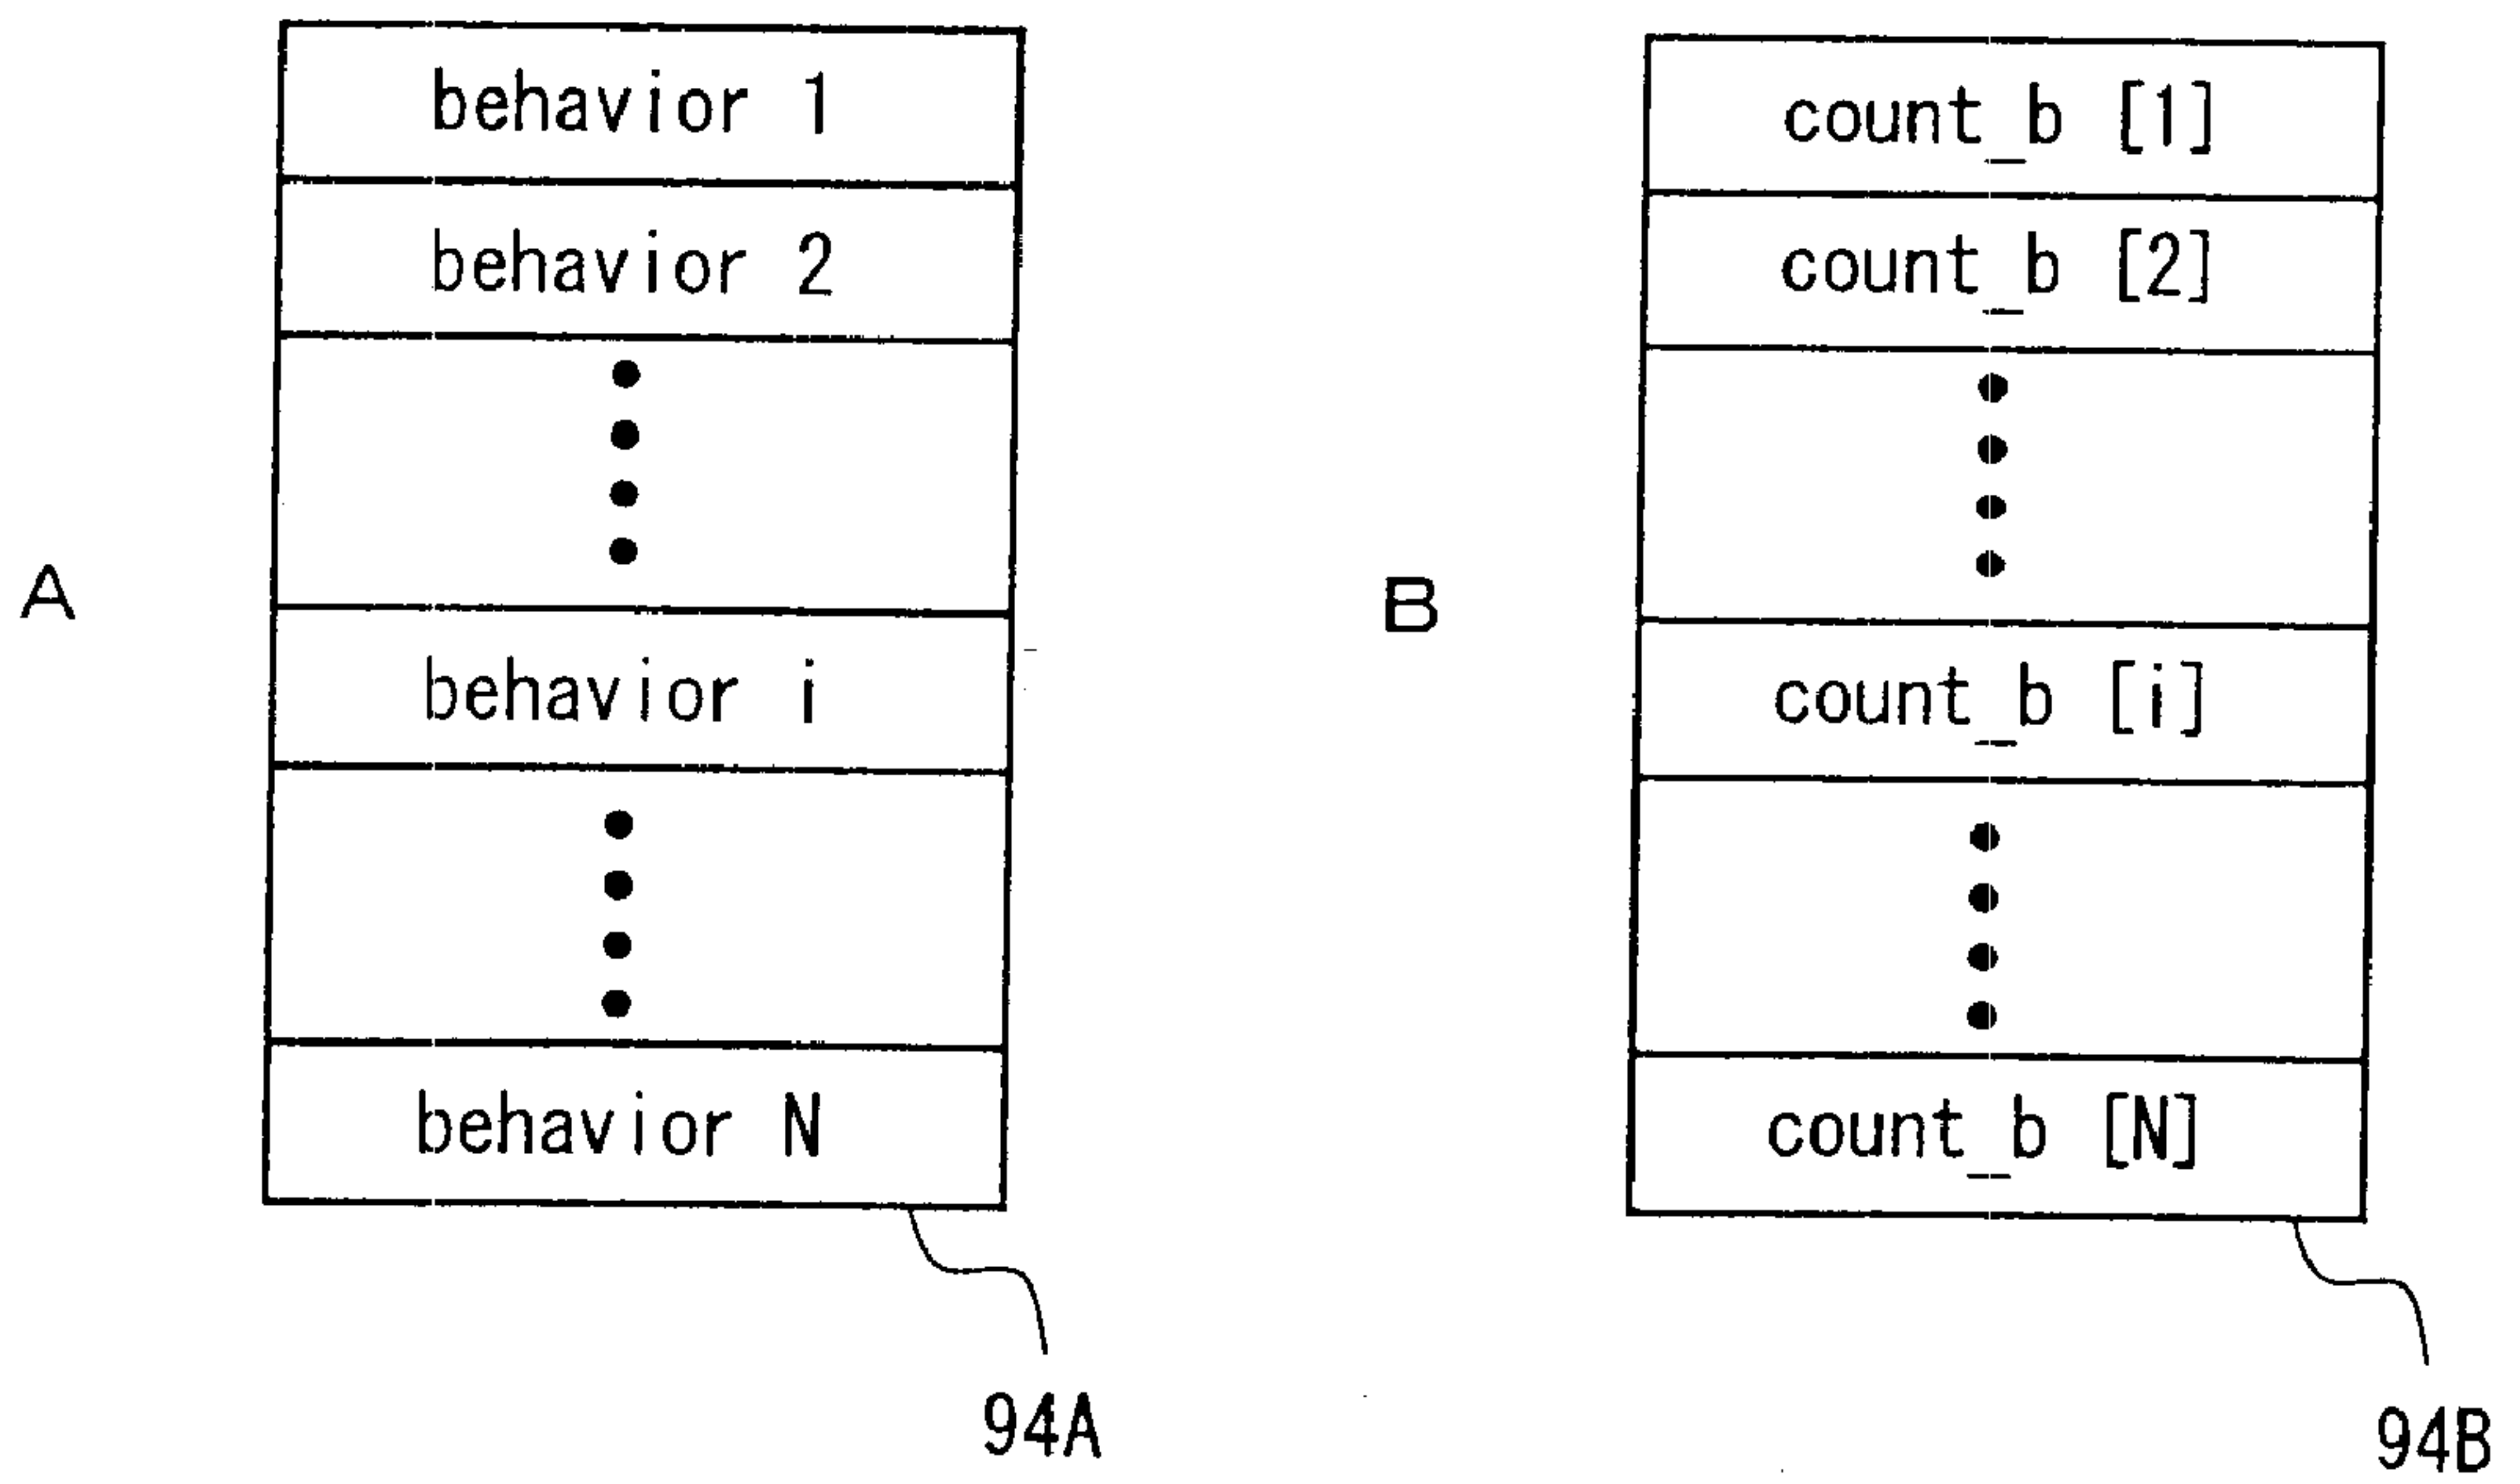 A
behavior 1
behavior 2
behavior i
behavior N
94A
B
count_b [1]
count_b [2]
count_b [i]
count_b [N]
94B